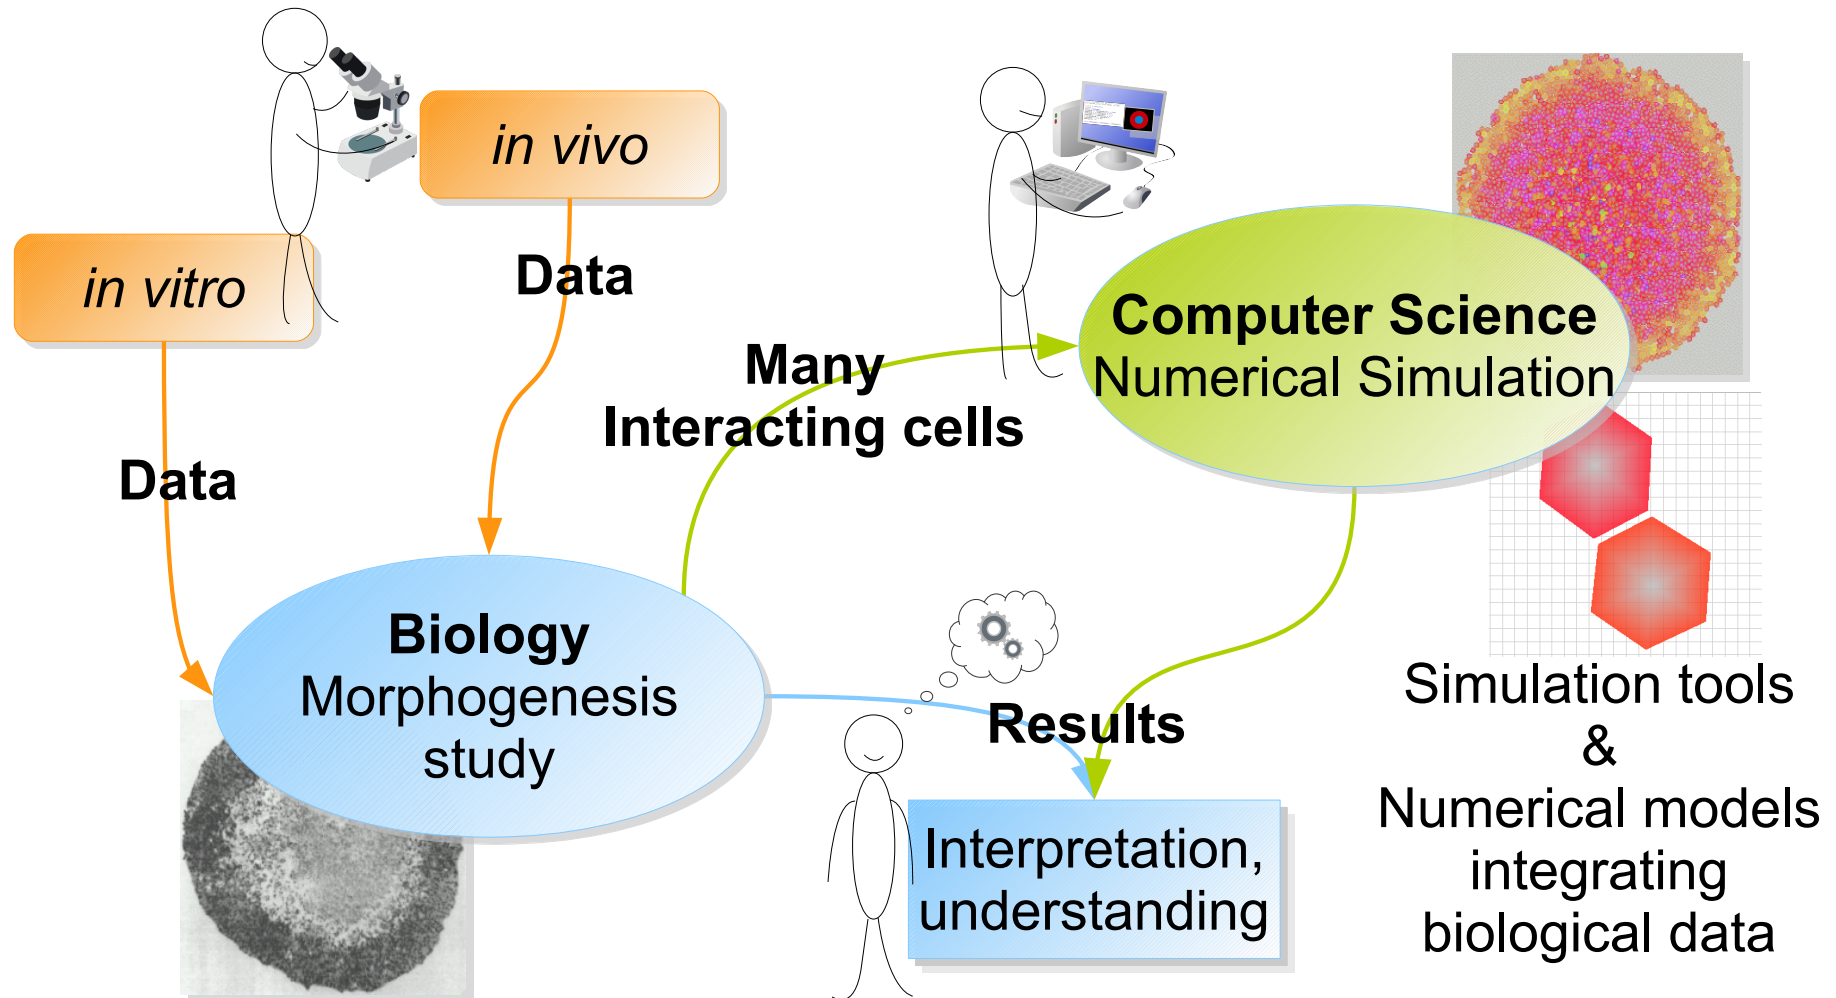 in vivo
in vitro
Data
Data
Many
Interacting cells
Computer Science
Numerical Simulation
Biology
Morphogenesis
study
Results
Interpretation,
understanding
Simulation tools
&
Numerical models
integrating
biological data